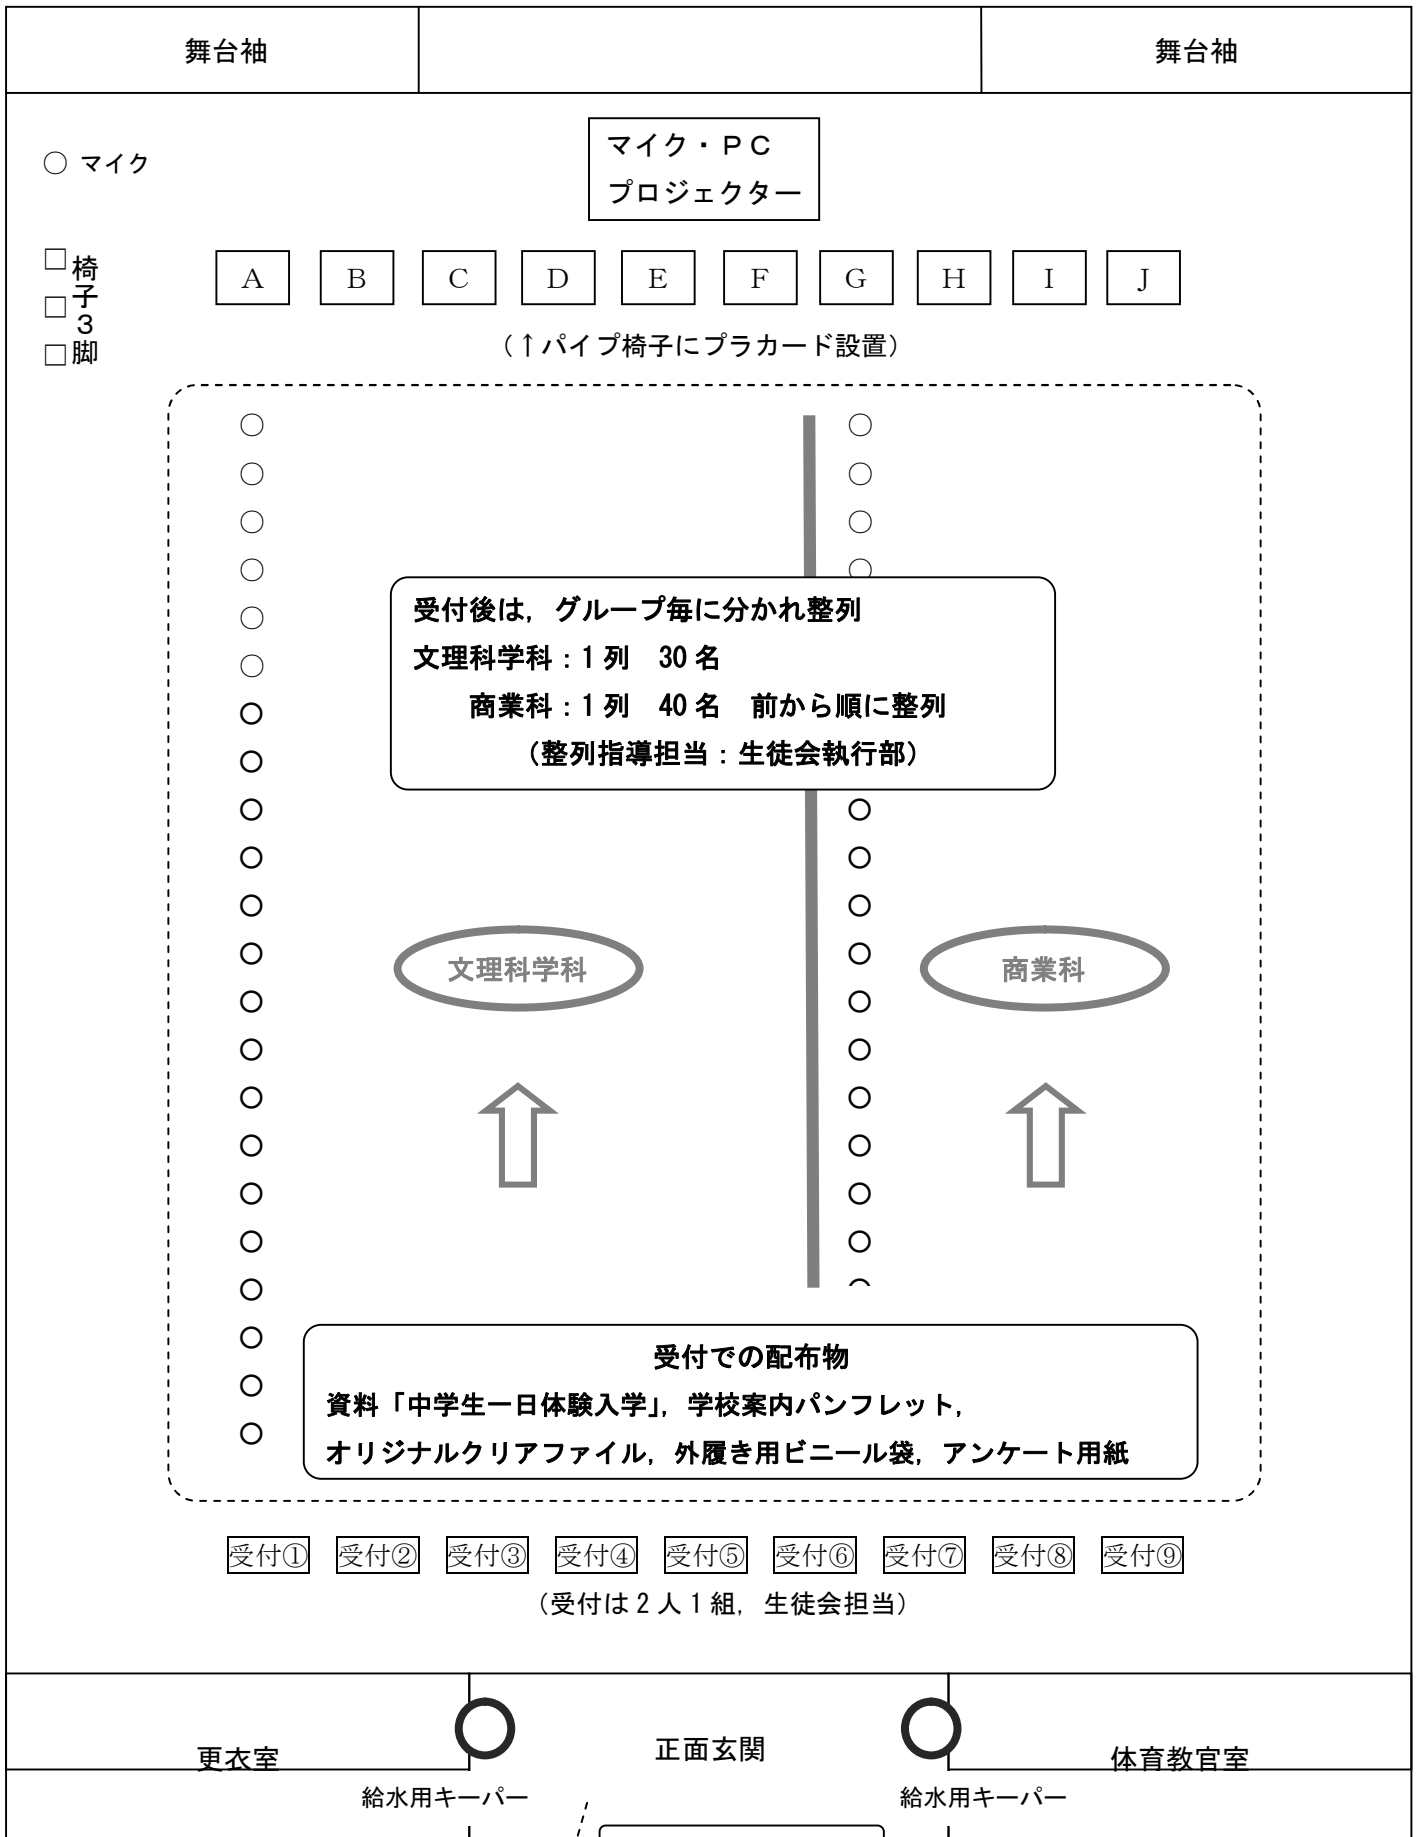 舞台袖
舞台袖
○ マイク
マイク・ＰＣ
プロジェクター
□
□
□
椅子３脚
A
B
C
D
E
F
G
H
I
J
（↑パイプ椅子にプラカード設置）
受付後は，グループ毎に分かれ整列
文理科学科：1 列　30 名
商業科：1 列　40 名　前から順に整列
（整列指導担当：生徒会執行部）
文理科学科
商業科
受付での配布物
資料「中学生一日体験入学」，学校案内パンフレット，
オリジナルクリアファイル，外履き用ビニール袋，アンケート用紙
受付①
受付②
受付③
受付④
受付⑤
受付⑥
受付⑦
受付⑧
受付⑨
（受付は 2 人 1 組，生徒会担当）
更衣室
正面玄関
体育教官室
給水用キーパー
給水用キーパー